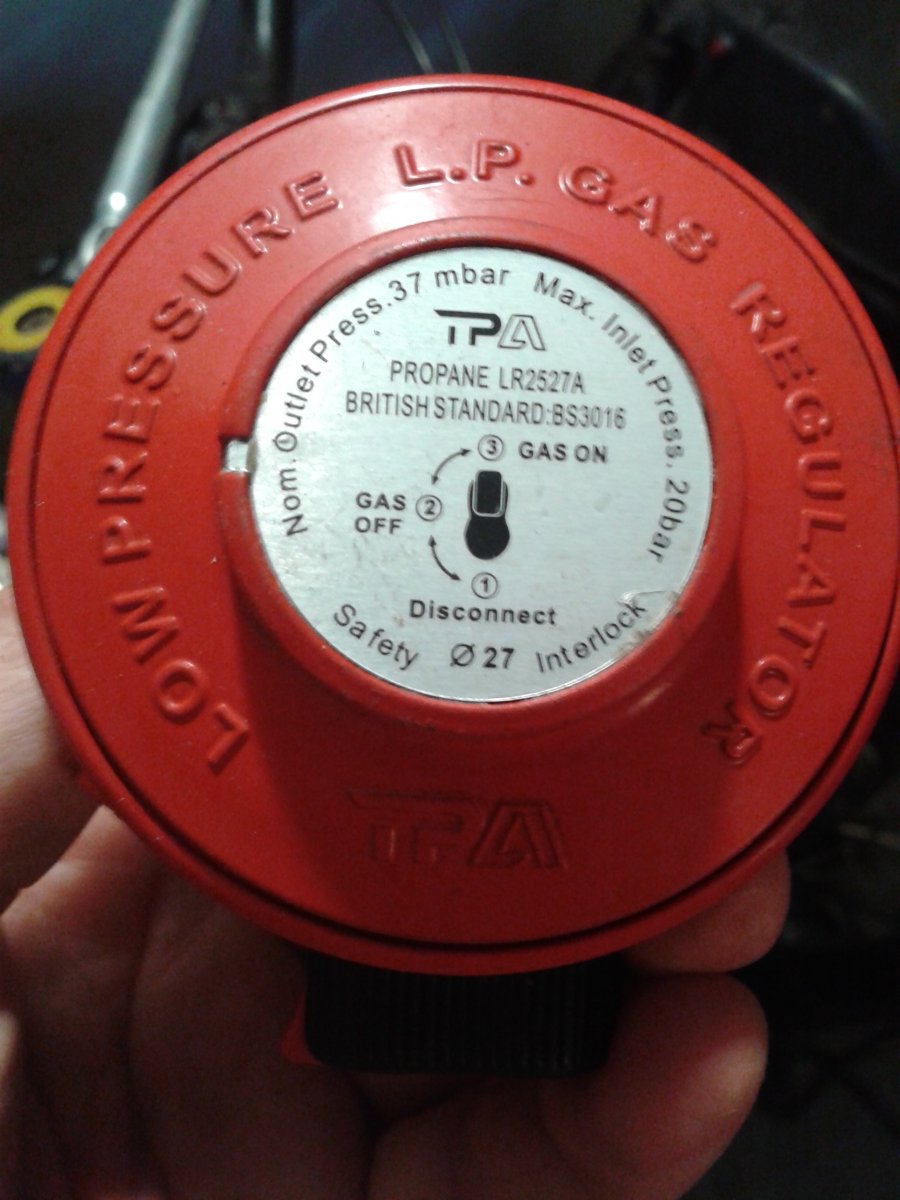 LOW PRESSURE L.P. GAS REGULATOR
Nom. Outlet Press. 37 mbar Max. Inlet Press. 20bar
TPA
PROPANE LR2527A
BRITISH STANDARD:BS3016
3 GAS ON
GAS 2
OFF
1
Disconnect
Safety Ø 27 Interlock
TPA